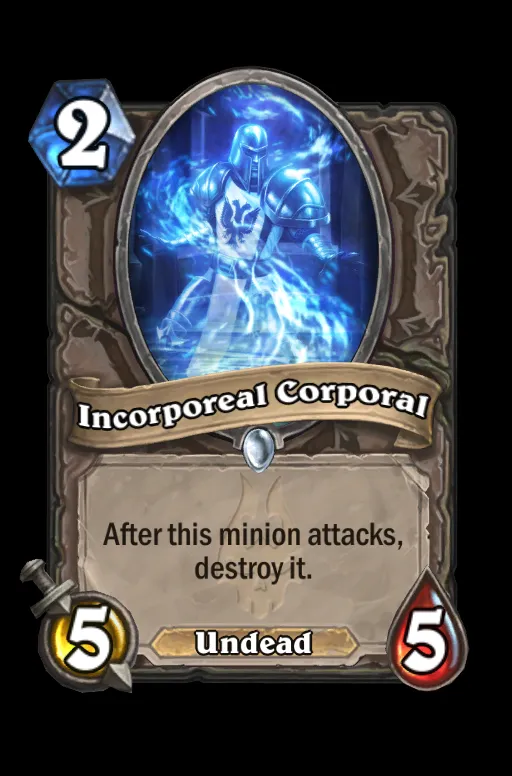 2
Incorporeal Corporal
After this minion attacks,
destroy it.
5
Undead
5